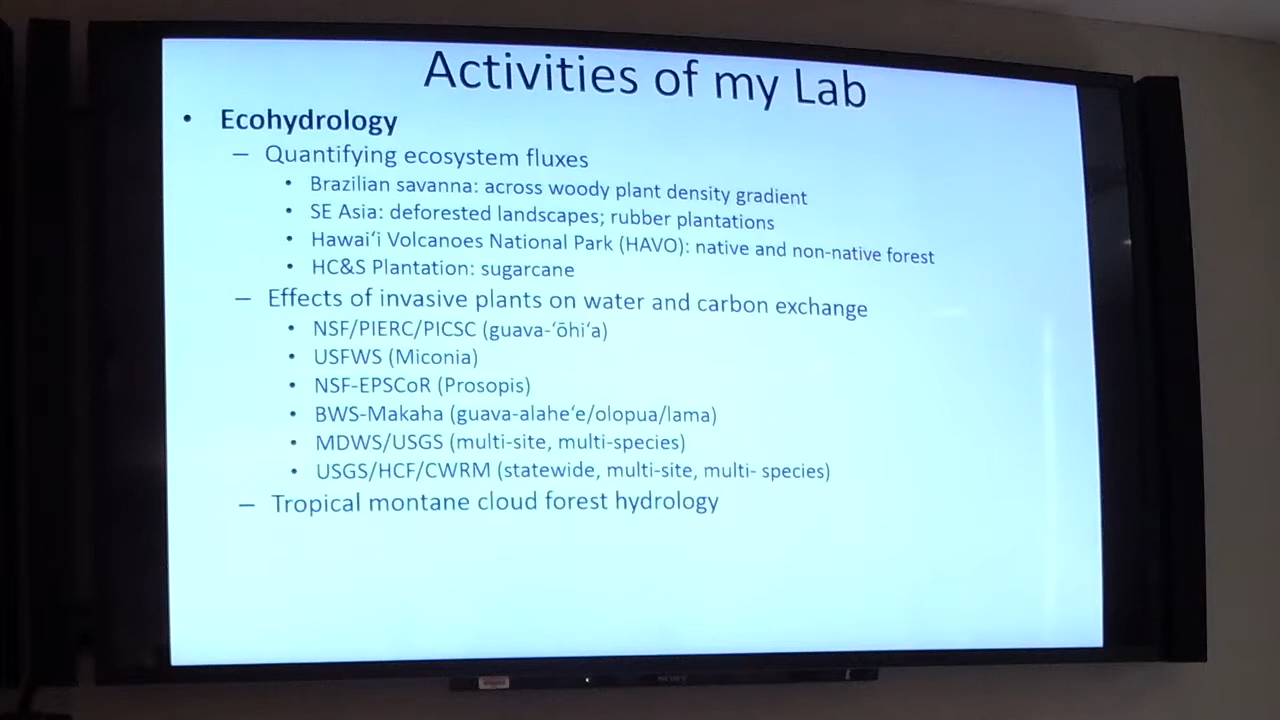 Activities of my Lab
• Ecohydrology
– Quantifying ecosystem fluxes
• Brazilian savanna: across woody plant density gradient
• SE Asia: deforested landscapes; rubber plantations
• Hawaiʻi Volcanoes National Park (HAVO): native and non-native forest
• HC&S Plantation: sugarcane
– Effects of invasive plants on water and carbon exchange
• NSF/PIERC/PICSC (guava-ʻōhiʻa)
• USFWS (Miconia)
• NSF-EPSCoR (Prosopis)
• BWS-Makaha (guava-alaheʻe/olopua/lama)
• MDWS/USGS (multi-site, multi-species)
• USGS/HCF/CWRM (statewide, multi-site, multi- species)
– Tropical montane cloud forest hydrology
SONY